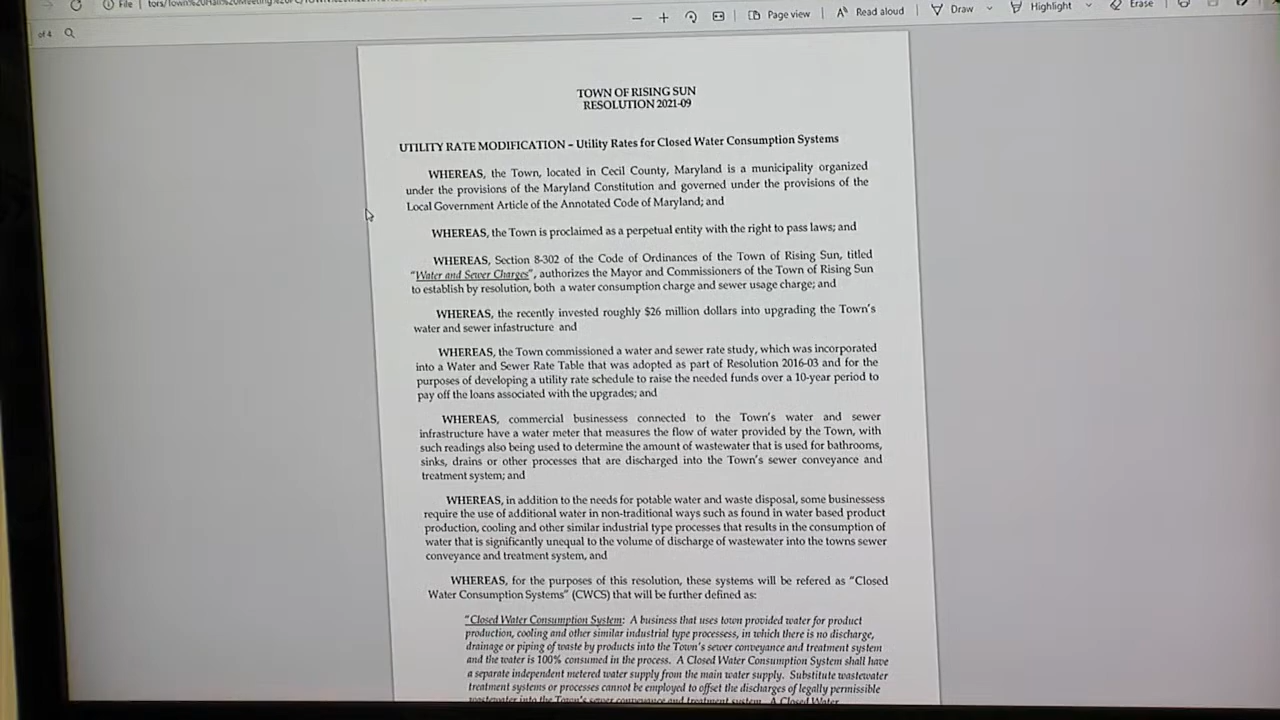 File
Page view
Read aloud
Draw
Highlight
Erase
of 4
TOWN OF RISING SUN
RESOLUTION 2021-09
UTILITY RATE MODIFICATION – Utility Rates for Closed Water Consumption Systems
WHEREAS, the Town, located in Cecil County, Maryland is a municipality organized
under the provisions of the Maryland Constitution and governed under the provisions of the
Local Government Article of the Annotated Code of Maryland; and
WHEREAS, the Town is proclaimed as a perpetual entity with the right to pass laws; and
WHEREAS, Section 8-302 of the Code of Ordinances of the Town of Rising Sun, titled
"Water and Sewer Charges", authorizes the Mayor and Commissioners of the Town of Rising Sun
to establish by resolution, both a water consumption charge and sewer usage charge; and
WHEREAS, the recently invested roughly $26 million dollars into upgrading the Town's
water and sewer infastructure and
WHEREAS, the Town commissioned a water and sewer rate study, which was incorporated
into a Water and Sewer Rate Table that was adopted as part of Resolution 2016-03 and for the
purposes of developing a utility rate schedule to raise the needed funds over a 10-year period to
pay off the loans associated with the upgrades; and
WHEREAS, commercial businessess connected to the Town's water and sewer
infrastructure have a water meter that measures the flow of water provided by the Town, with
such readings also being used to determine the amount of wastewater that is used for bathrooms,
sinks, drains or other processes that are discharged into the Town's sewer conveyance and
treatment system; and
WHEREAS, in addition to the needs for potable water and waste disposal, some businessess
require the use of additional water in non-traditional ways such as found in water based product
production, cooling and other similar industrial type processes that results in the consumption of
water that is significantly unequal to the volume of discharge of wastewater into the towns sewer
conveyance and treatment system, and
WHEREAS, for the purposes of this resolution, these systems will be refered as "Closed
Water Consumption Systems" (CWCS) that will be further defined as:
"Closed Water Consumption System: A business that uses town provided water for product
production, cooling and other similar industrial type processess, in which there is no discharge,
drainage or piping of waste by products into the Town's sewer conveyance and treatment system
and the water is 100% consumed in the process. A Closed Water Consumption System shall have
a separate independent metered water supply from the main water supply. Substitute wastewater
treatment systems or processes cannot be employed to offset the discharges of legally permissible
wastewater into the Town's sewer conveyance and treatment system. A Closed Water